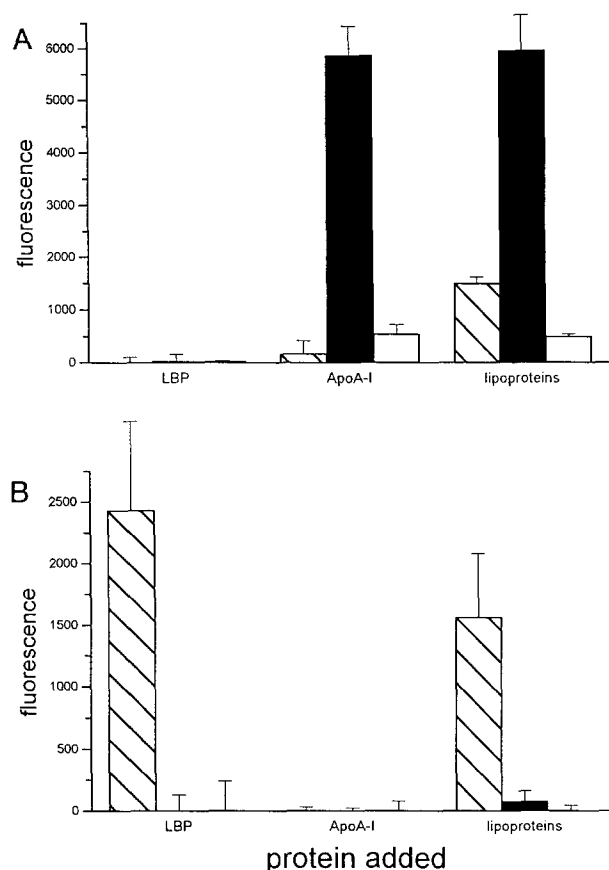 A
fluorescence
6000
5000
4000
3000
2000
1000
0
LBP
ApoA-I
lipoproteins
B
fluorescence
2500
2000
1500
1000
500
0
LBP
ApoA-I
lipoproteins
protein added